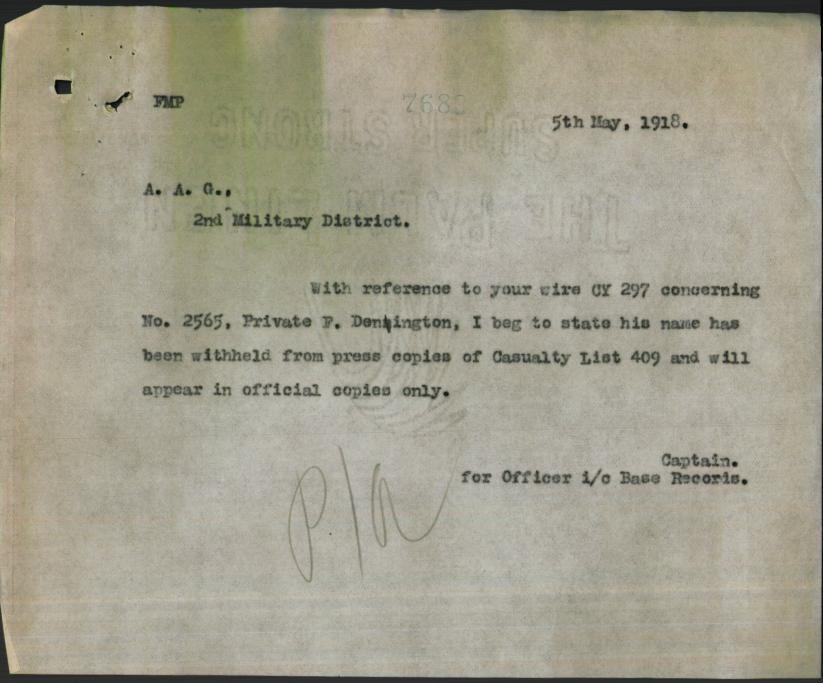 FMP
768
5th May, 1918.
A. A. G.,
2nd Military District.
With reference to your wire CY 297 concerning
No. 2565, Private F. Dennington, I beg to state his name has
been withheld from press copies of Casualty List 409 and will
appear in official copies only.
Captain.
for Officer i/c Base Records.
P/A